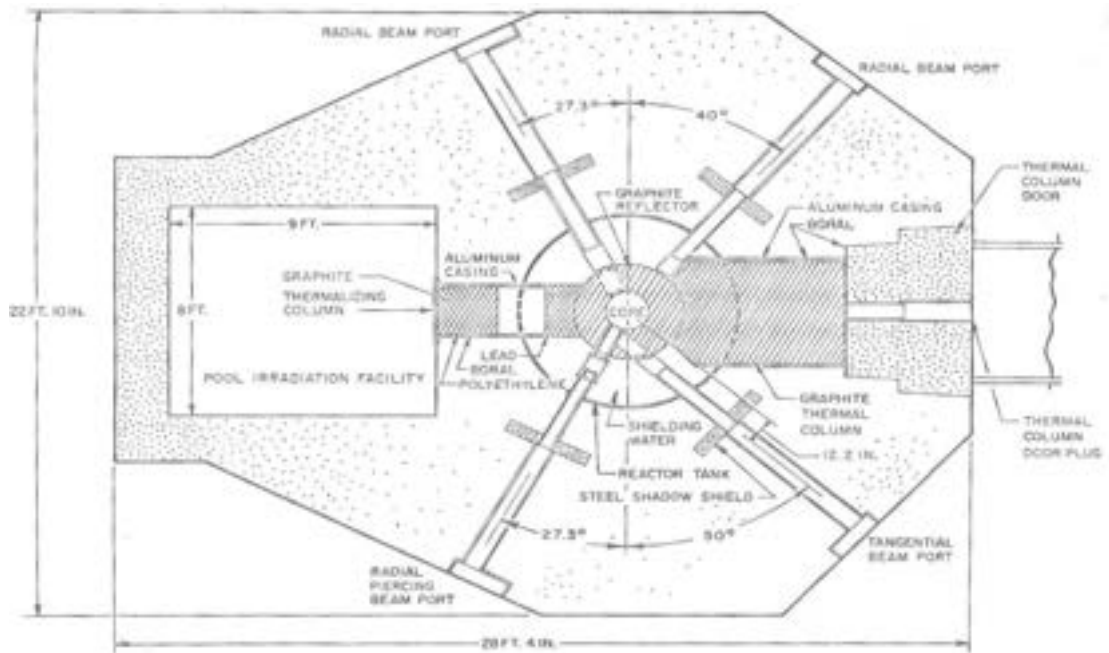 RADIAL BEAM PORT
RADIAL BEAM PORT
27.5°
40°
GRAPHITE
REFLECTOR
THERMAL
COLUMN
DOOR
ALUMINUM CASING
BORAL
9 FT.
ALUMINUM
CASING
GRAPHITE
THERMALIZING
COLUMN
CORE
22 FT. 10 IN.
8 FT.
LEAD
BORAL
POLYETHYLENE
POOL IRRADIATION FACILITY
GRAPHITE
THERMAL
COLUMN
SHIELDING
WATER
THERMAL
COLUMN
DOOR PLUG
12.2 IN.
REACTOR TANK
STEEL SHADOW SHIELD
27.5°
50°
TANGENTIAL
BEAM PORT
RADIAL
PIERCING
BEAM PORT
28 FT. 4 IN.